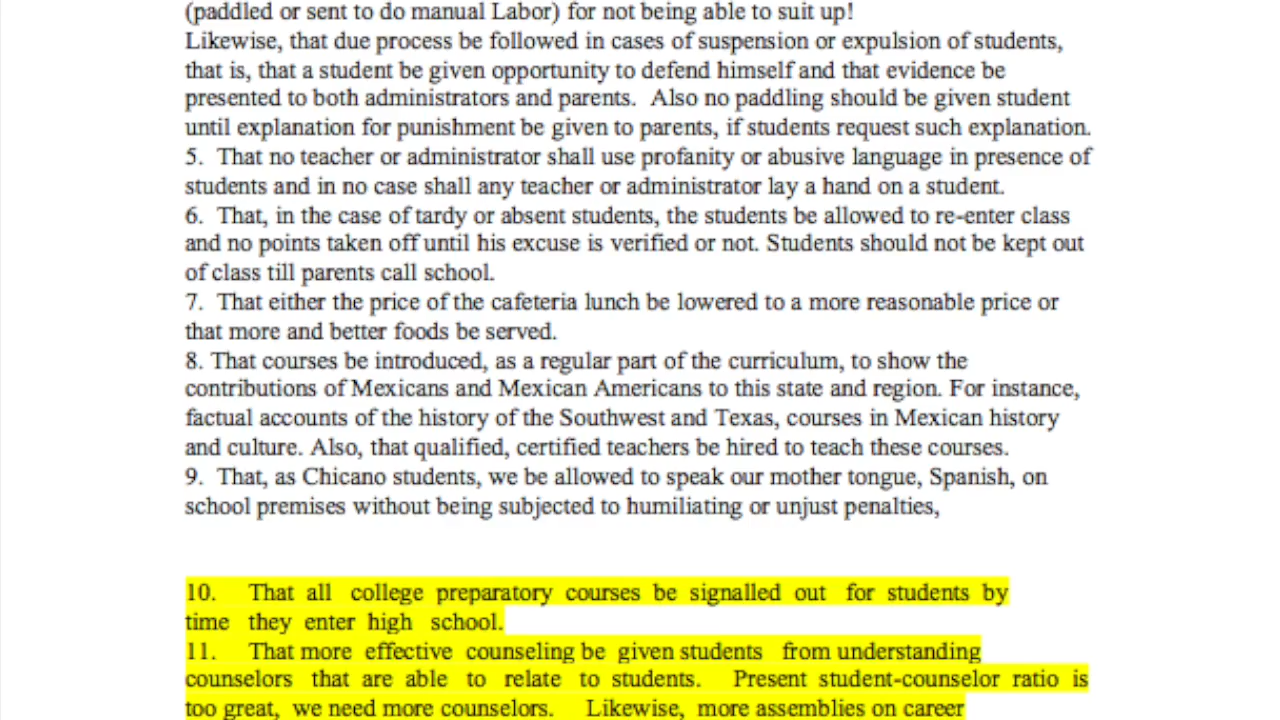 (paddled or sent to do manual Labor) for not being able to suit up!
Likewise, that due process be followed in cases of suspension or expulsion of students,
that is, that a student be given opportunity to defend himself and that evidence be
presented to both administrators and parents.  Also no paddling should be given student
until explanation for punishment be given to parents, if students request such explanation.
5.  That no teacher or administrator shall use profanity or abusive language in presence of
students and in no case shall any teacher or administrator lay a hand on a student.
6.  That, in the case of tardy or absent students, the students be allowed to re-enter class
and no points taken off until his excuse is verified or not. Students should not be kept out
of class till parents call school.
7.  That either the price of the cafeteria lunch be lowered to a more reasonable price or
that more and better foods be served.
8. That courses be introduced, as a regular part of the curriculum, to show the
contributions of Mexicans and Mexican Americans to this state and region. For instance,
factual accounts of the history of the Southwest and Texas, courses in Mexican history
and culture. Also, that qualified, certified teachers be hired to teach these courses.
9.  That, as Chicano students, we be allowed to speak our mother tongue, Spanish, on
school premises without being subjected to humiliating or unjust penalties,
10.  That all college preparatory courses be signalled out for students by
time they enter high school.
11.  That more effective counseling be given students from understanding
counselors that are able to relate to students.  Present student-counselor ratio is
too great, we need more counselors.  Likewise, more assemblies on career